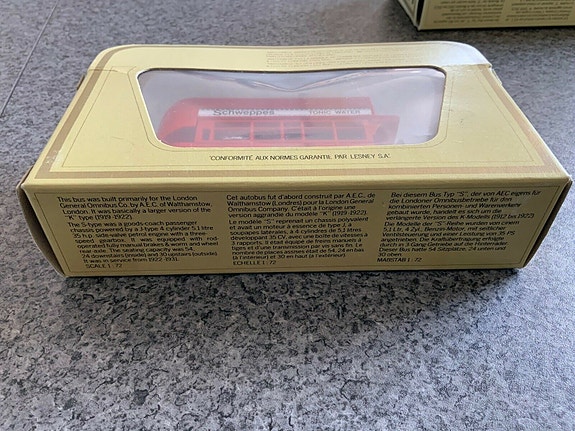 Schweppes TONIC WATER
"CONFORMITÉ AUX NORMES GARANTIE PAR LESNEY S.A."
This bus was built primarily for the London
General Omnibus Co. by A.E.C. of Walthamstow,
London. It was basically a larger version of the
"K" type (1919-1922).
The S-type was a goods-coach passenger
chassis powered by a J-type 4 cylinder 5.1 litre
35 h.p. side valve petrol engine with a three-
speed gearbox. It was equipped with rod
operated, fully manual brakes & worm and wheel
rear axle. The seating capacity was 54 -
24 downstairs (inside) and 30 upstairs (outside).
It was in service from 1922-1931.
SCALE 1 : 72
Cet autobus fut d'abord construit par A.E.C., de
Walthamstow (Londres) pour la London General
Omnibus Company. C'était à l'origine une
version aggrandie du modèle "K" (1919-1922).
Le modèle "S" reprenait un chassis polyvalent
et avait un moteur à essence de type J, à
soupapes latérales, à 4 cylindres de 5,1 litres
donnant 35 CV, avec une boîte de vitesses à
3 rapports. Il était équipé de freins manuels à
tiges et d'une transmission par vis sans fin. Le
nombre de places assises était de 54 - 24 en bas
(à l'intérieur) et 30 en haut (à l'extérieur).
ECHELLE 1 : 72
Bei diesem Bus Typ "S", der von AEC eigens für
die Londoner Omnibusbetriebe für den
kombinierten Personen- und Warenverkehr
gebaut wurde, handelt es sich um die
verlängerte Version des K-Models (1912 bis 1922)
Die Modelle der "S" Reihe wurden von einem
5,1 Ltr, 4 Zyl., Benzin-Motor, mit seitlicher
Ventilsteuerung und einer Leistung von 35 PS
angetrieben. Die Kraftübertragung erfolgte
durch ein 3 Gang Getriebe auf die Hinterräder.
Dieser Bus hatte 54 Sitzplätze, 24 unten und
30 oben.
MAßSTAB 1 : 72